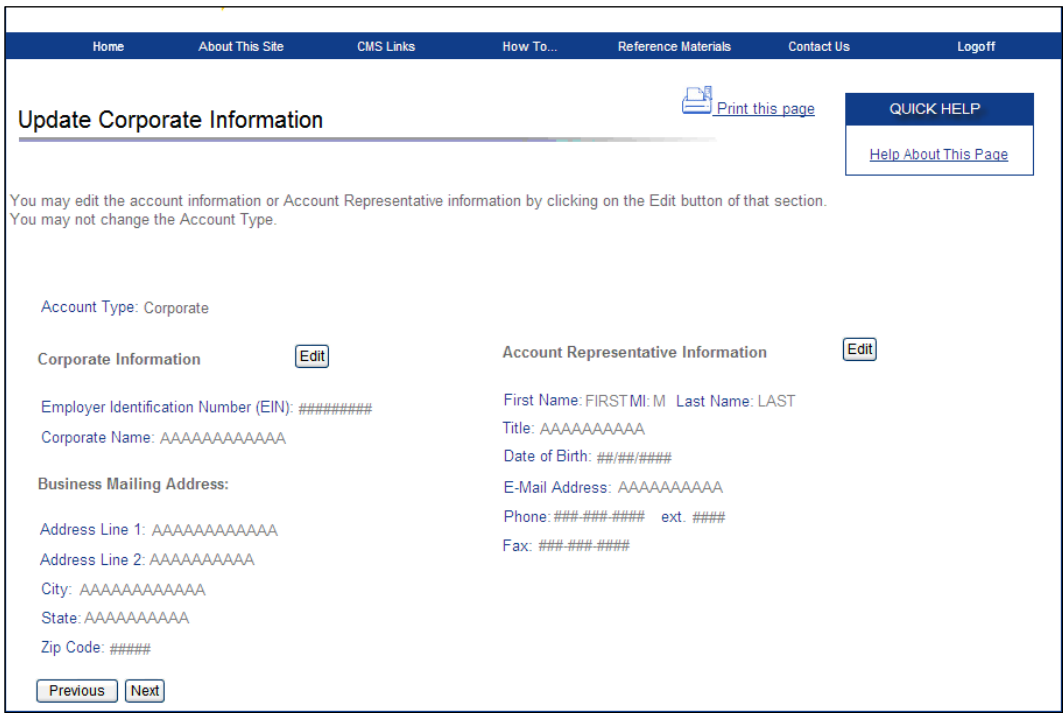 Home About This Site CMS Links How To... Reference Materials Contact Us Logoff
Print this page
QUICK HELP
Update Corporate Information
Help About This Page
You may edit the account information or Account Representative information by clicking on the Edit button of that section.
You may not change the Account Type.
Account Type: Corporate
Corporate Information Edit
Employer Identification Number (EIN): #########
Corporate Name: AAAAAAAAAAAA
Business Mailing Address:
Address Line 1: AAAAAAAAAAAA
Address Line 2: AAAAAAAAAA
City: AAAAAAAAAAAA
State: AAAAAAAAAA
Zip Code: #####
Account Representative Information Edit
First Name: FIRST MI: M Last Name: LAST
Title: AAAAAAAAAA
Date of Birth: ##/##/####
E-Mail Address: AAAAAAAAAA
Phone: ###-###-#### ext. ####
Fax: ###-###-####
Previous Next